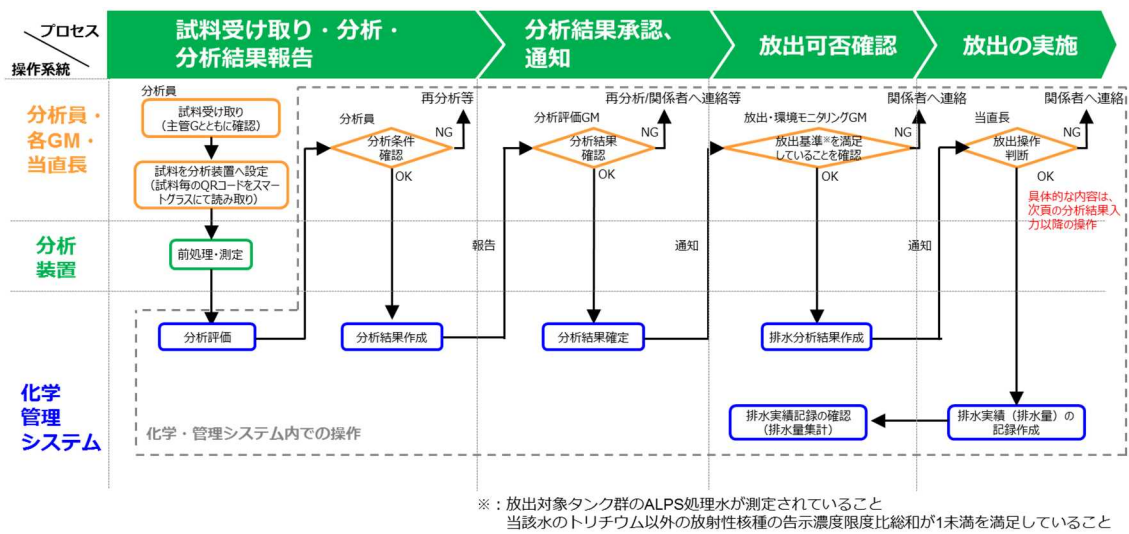 プロセス
操作系統
試料受け取り・分析・
分析結果報告
分析結果承認、
通知
放出可否確認
放出の実施
分析員・
各GM・
当直長
分析員
試料受け取り
（主管Gとともに確認）
試料を分析装置へ設定
（試料毎のQRコードをスマー
トグラスにて読み取り）
分析員
分析条件
確認
NG
再分析等
OK
分析評価GM
分析結果
確認
NG
再分析/関係者へ連絡等
OK
放出・環境モニタリングGM
放出基準※を満足
していることを確認
NG
関係者へ連絡
OK
当直長
放出操作
判断
NG
関係者へ連絡
OK
具体的な内容は、
次頁の分析結果入
力以降の操作
分析
装置
前処理・測定
報告
通知
通知
化学
管理
システム
分析評価
分析結果作成
分析結果確定
排水分析結果作成
排水実績記録の確認
（排水量集計）
排水実績（排水量）の
記録作成
化学・管理システム内での操作
※：放出対象タンク群のALPS処理水が測定されていること
当該水のトリチウム以外の放射性核種の告示濃度限度比総和が1未満を満足していること